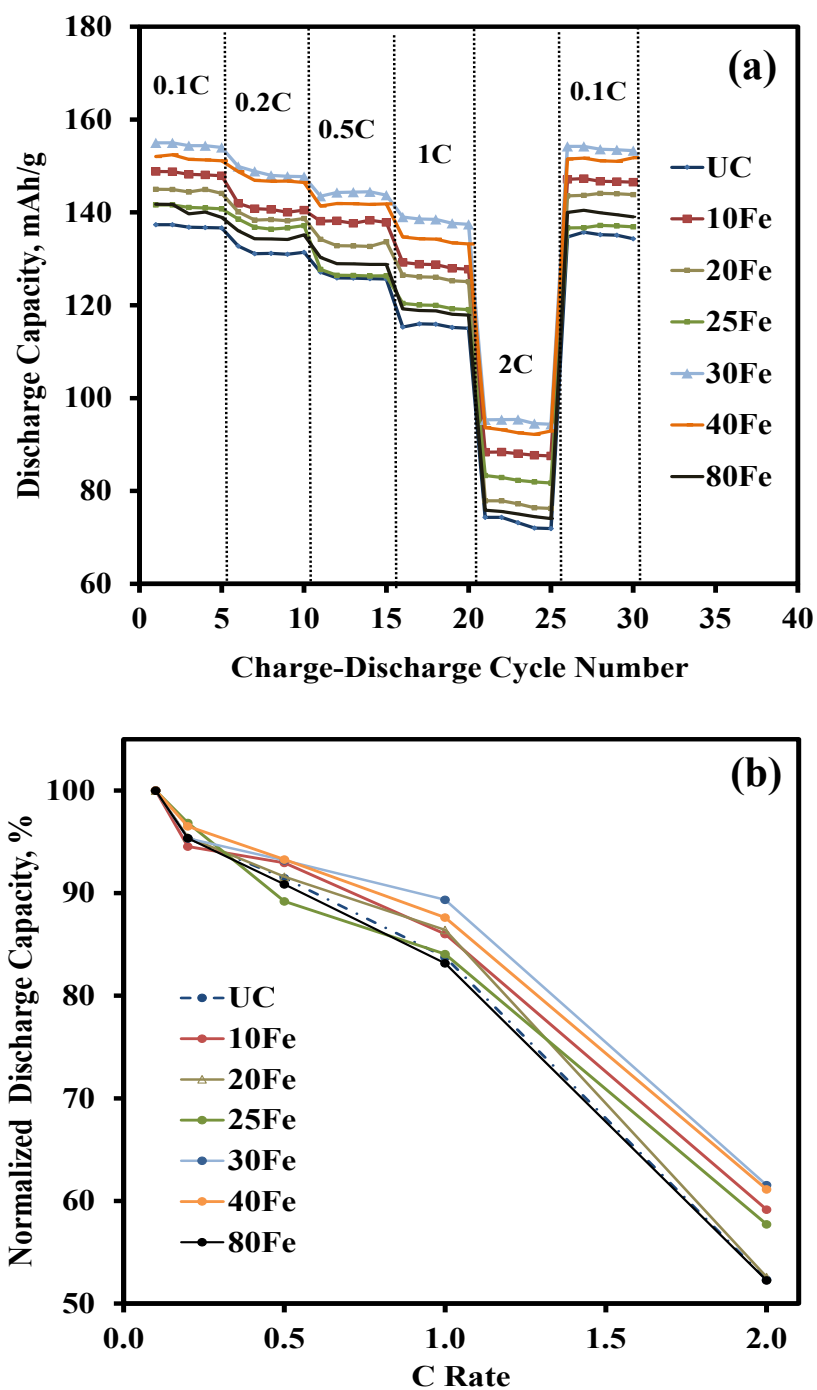 180
(a)
0.1C
0.1C
0.2C
160
0.5C
1C
UC
140
10Fe
20Fe
120
25Fe
2C
30Fe
100
40Fe
80
80Fe
60
0
5
10
15
20
25
30
35
40
Discharge Capacity, mAh/g
Charge-Discharge Cycle Number
(b)
100
90
80
70
60
50
UC
10Fe
20Fe
25Fe
30Fe
40Fe
80Fe
0.0
0.5
1.0
1.5
2.0
Normalized Discharge Capacity, %
C Rate